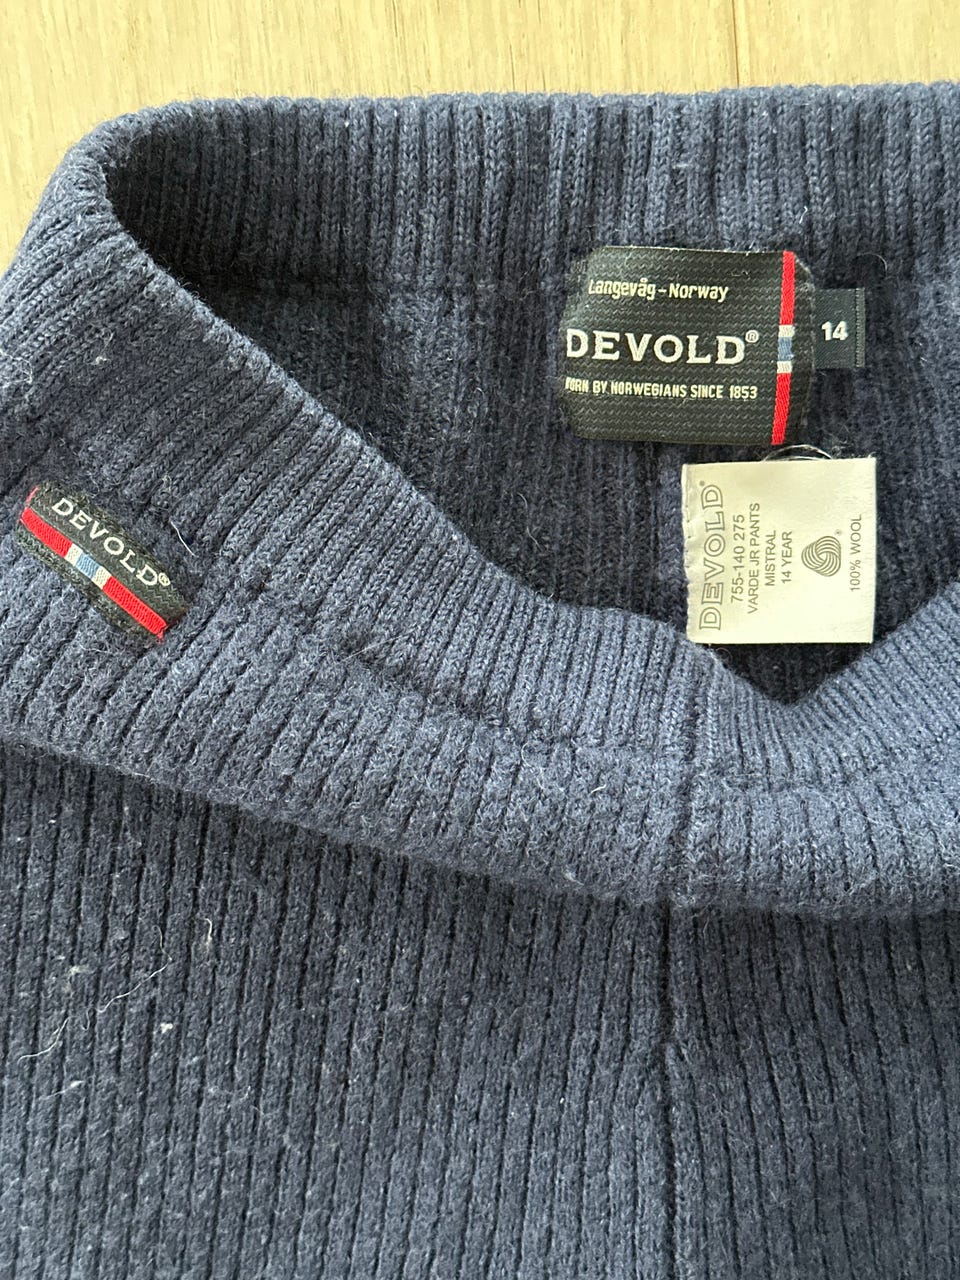 Langevåg-Norway
DEVOLD®
BY NORWEGIANS SINCE 1853
14
DEVOLD®
DEVOLD®
755-140 275
VARDE JR PANTS
MISTRAL
14 YEAR
100% WOOL